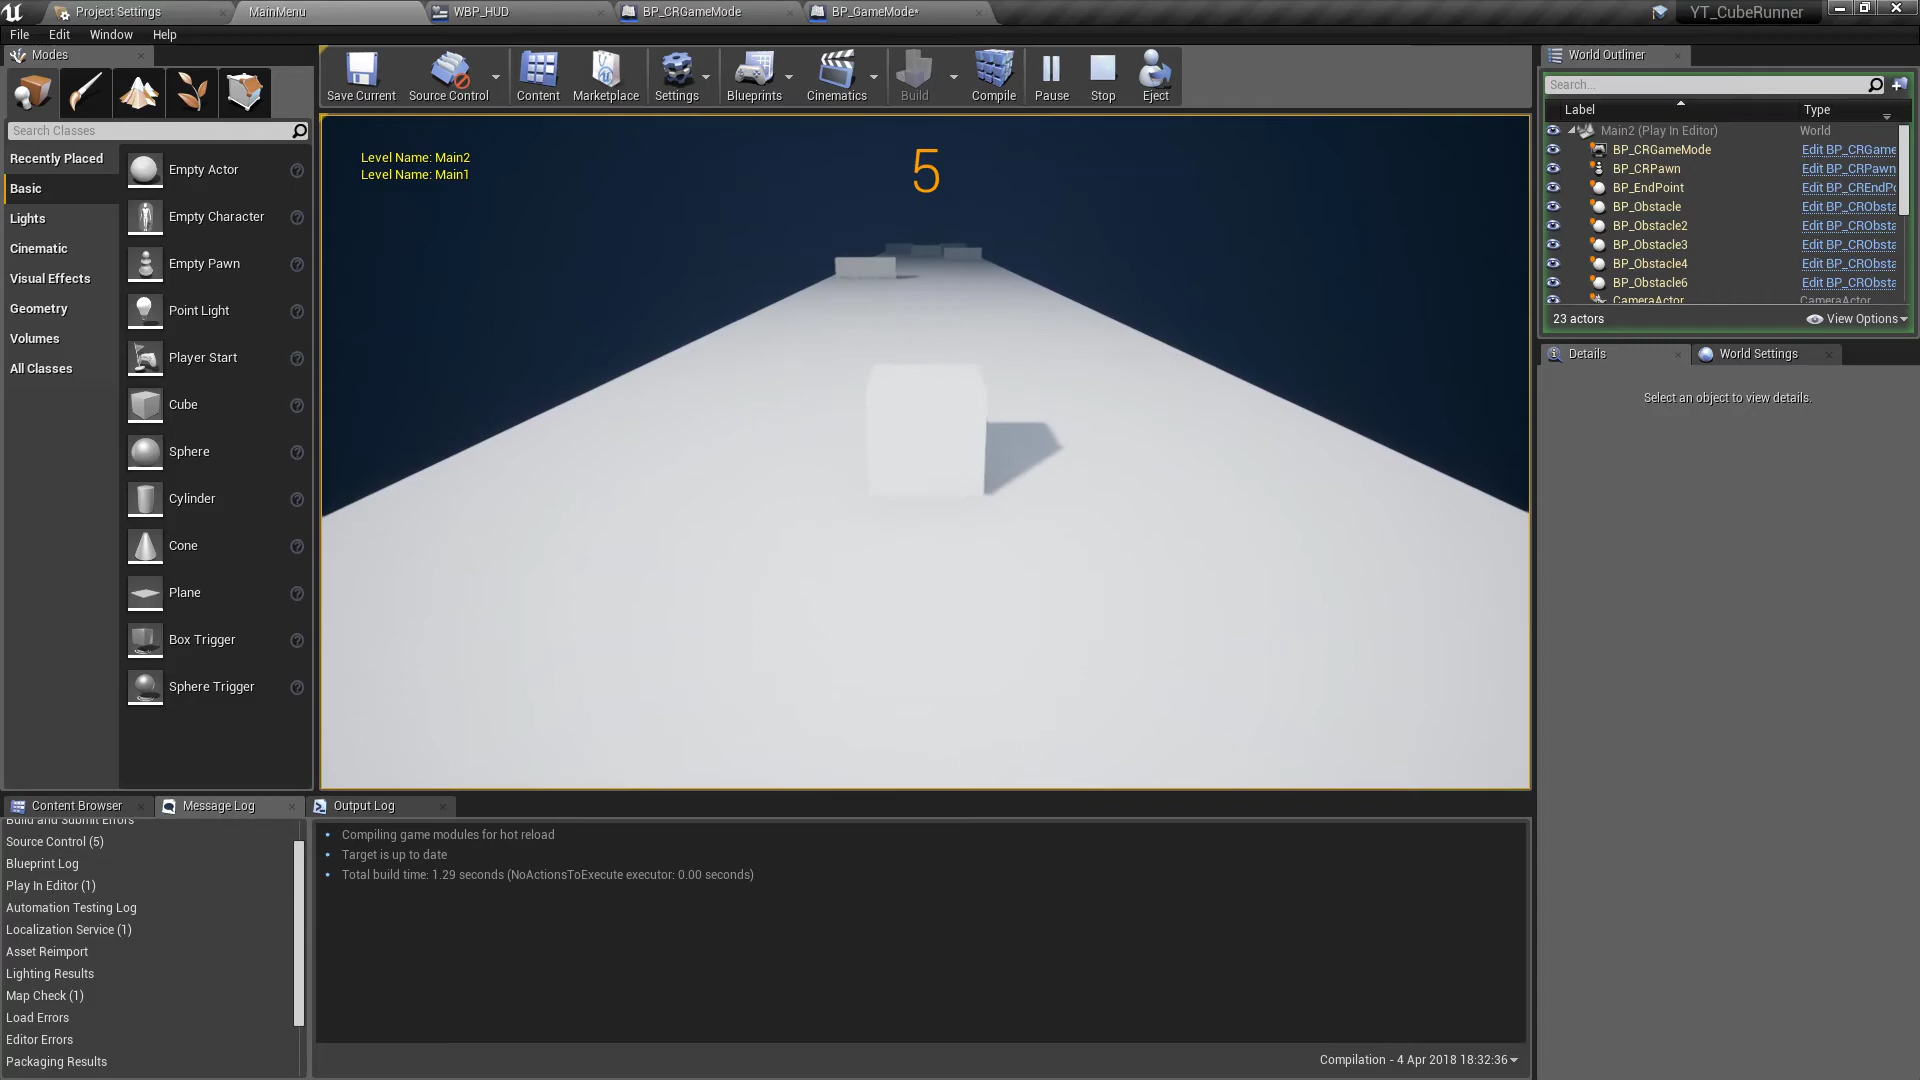 Project Settings
MainMenu
WBP_HUD
BP_CRGameMode
BP_GameMode*
YT_CubeRunner
File Edit Window Help
Modes
Search Classes
Recently Placed
Basic
Lights
Cinematic
Visual Effects
Geometry
Volumes
All Classes
Empty Actor
Empty Character
Empty Pawn
Point Light
Player Start
Cube
Sphere
Cylinder
Cone
Plane
Box Trigger
Sphere Trigger
Save Current
Source Control
Content
Marketplace
Settings
Blueprints
Cinematics
Build
Compile
Pause
Stop
Eject
Level Name: Main2
Level Name: Main1
5
World Outliner
Search...
Label Type
Main2 (Play In Editor) World
BP_CRGameMode Edit BP_CRGame
BP_CRPawn Edit BP_CRPawn
BP_EndPoint Edit BP_CREndPo
BP_Obstacle Edit BP_CRObsta
BP_Obstacle2 Edit BP_CRObsta
BP_Obstacle3 Edit BP_CRObsta
BP_Obstacle4 Edit BP_CRObsta
BP_Obstacle6 Edit BP_CRObsta
CameraActor CameraActor
23 actors
View Options
Details
World Settings
Select an object to view details.
Content Browser
Message Log
Output Log
Build and Submit Errors
Source Control (5)
Blueprint Log
Play In Editor (1)
Automation Testing Log
Localization Service (1)
Asset Reimport
Lighting Results
Map Check (1)
Load Errors
Editor Errors
Packaging Results
Compiling game modules for hot reload
Target is up to date
Total build time: 1.29 seconds (NoActionsToExecute executor: 0.00 seconds)
Compilation - 4 Apr 2018 18:32:36